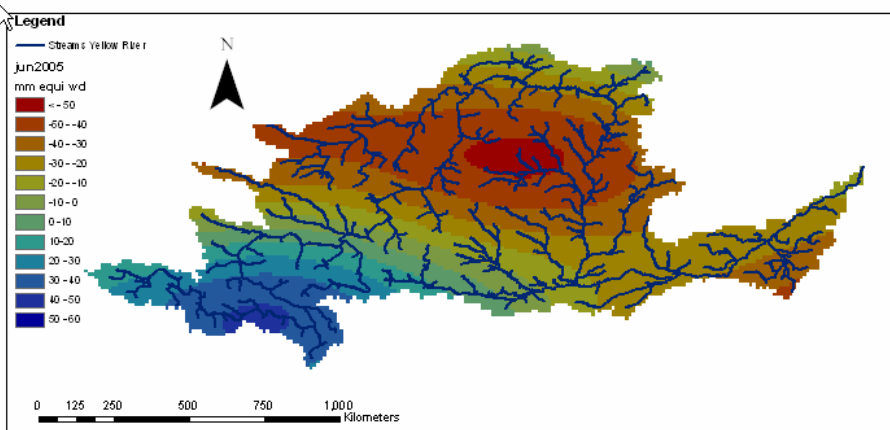 Legend
Streams Yellow River
N
jun2005
mm equi wd
<-50
-50 --40
-40 --30
-30 --20
-20 --10
-10 - 0
0 -10
10-20
20 -30
30 -40
40 -50
50 -60
0 125 250 500 750 1,000
Kilometers